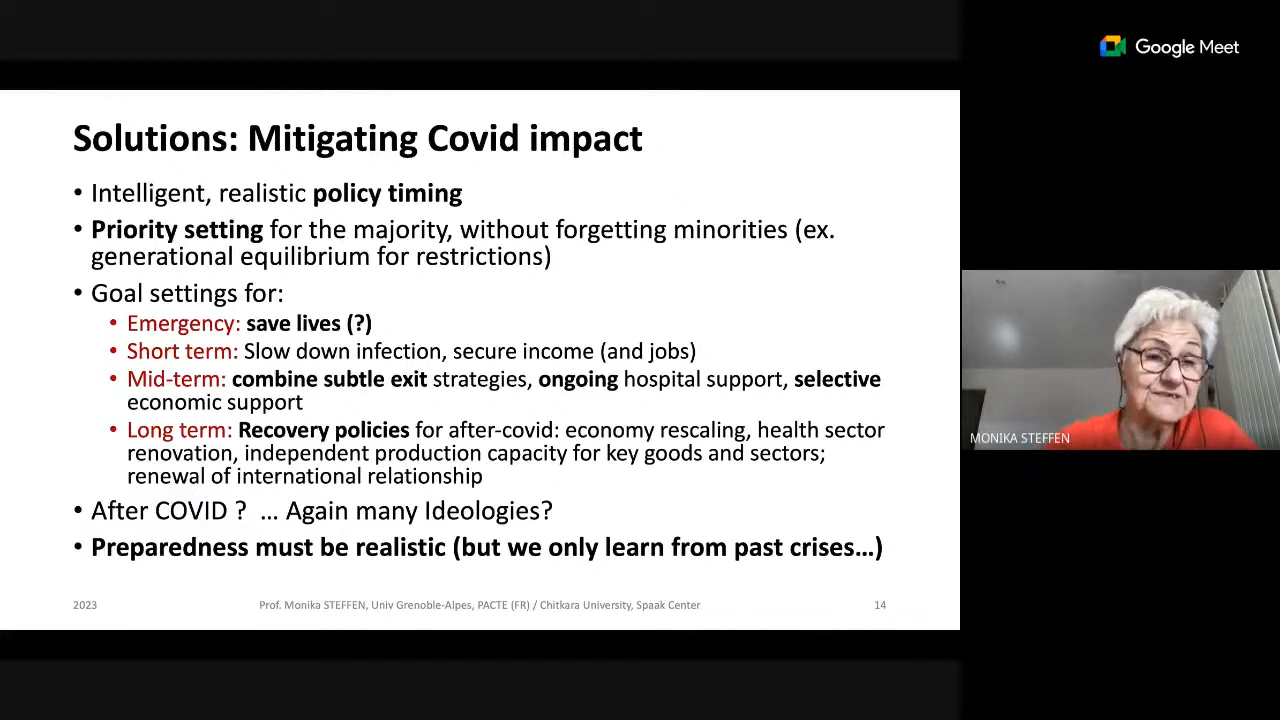 Google Meet
Solutions: Mitigating Covid impact
• Intelligent, realistic policy timing
• Priority setting for the majority, without forgetting minorities (ex.
generational equilibrium for restrictions)
• Goal settings for:
• Emergency: save lives (?)
• Short term: Slow down infection, secure income (and jobs)
• Mid-term: combine subtle exit strategies, ongoing hospital support, selective
economic support
• Long term: Recovery policies for after-covid: economy rescaling, health sector
renovation, independent production capacity for key goods and sectors;
renewal of international relationship
• After COVID ?  … Again many Ideologies?
• Preparedness must be realistic (but we only learn from past crises…)
2023
Prof. Monika STEFFEN, Univ Grenoble-Alpes, PACTE (FR) / Chitkara University, Spaak Center
14
MONIKA STEFFEN